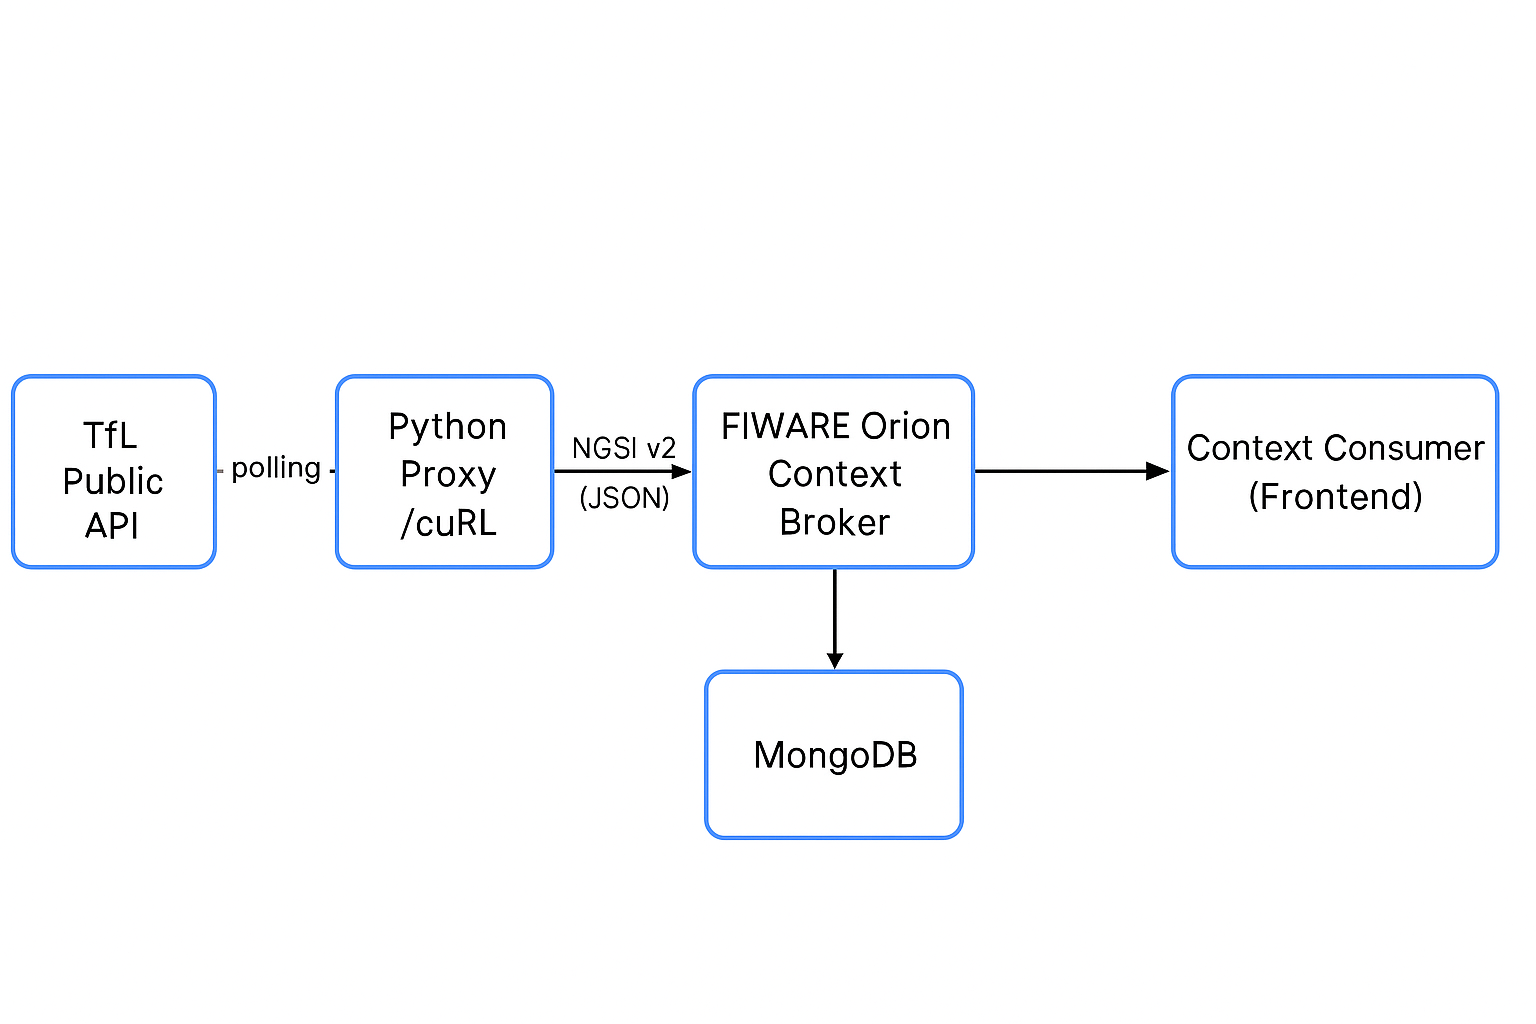 TfL
Public
API
polling
Python
Proxy
/cuRL
NGSI v2
(JSON)
FIWARE Orion
Context
Broker
Context Consumer
(Frontend)
MongoDB